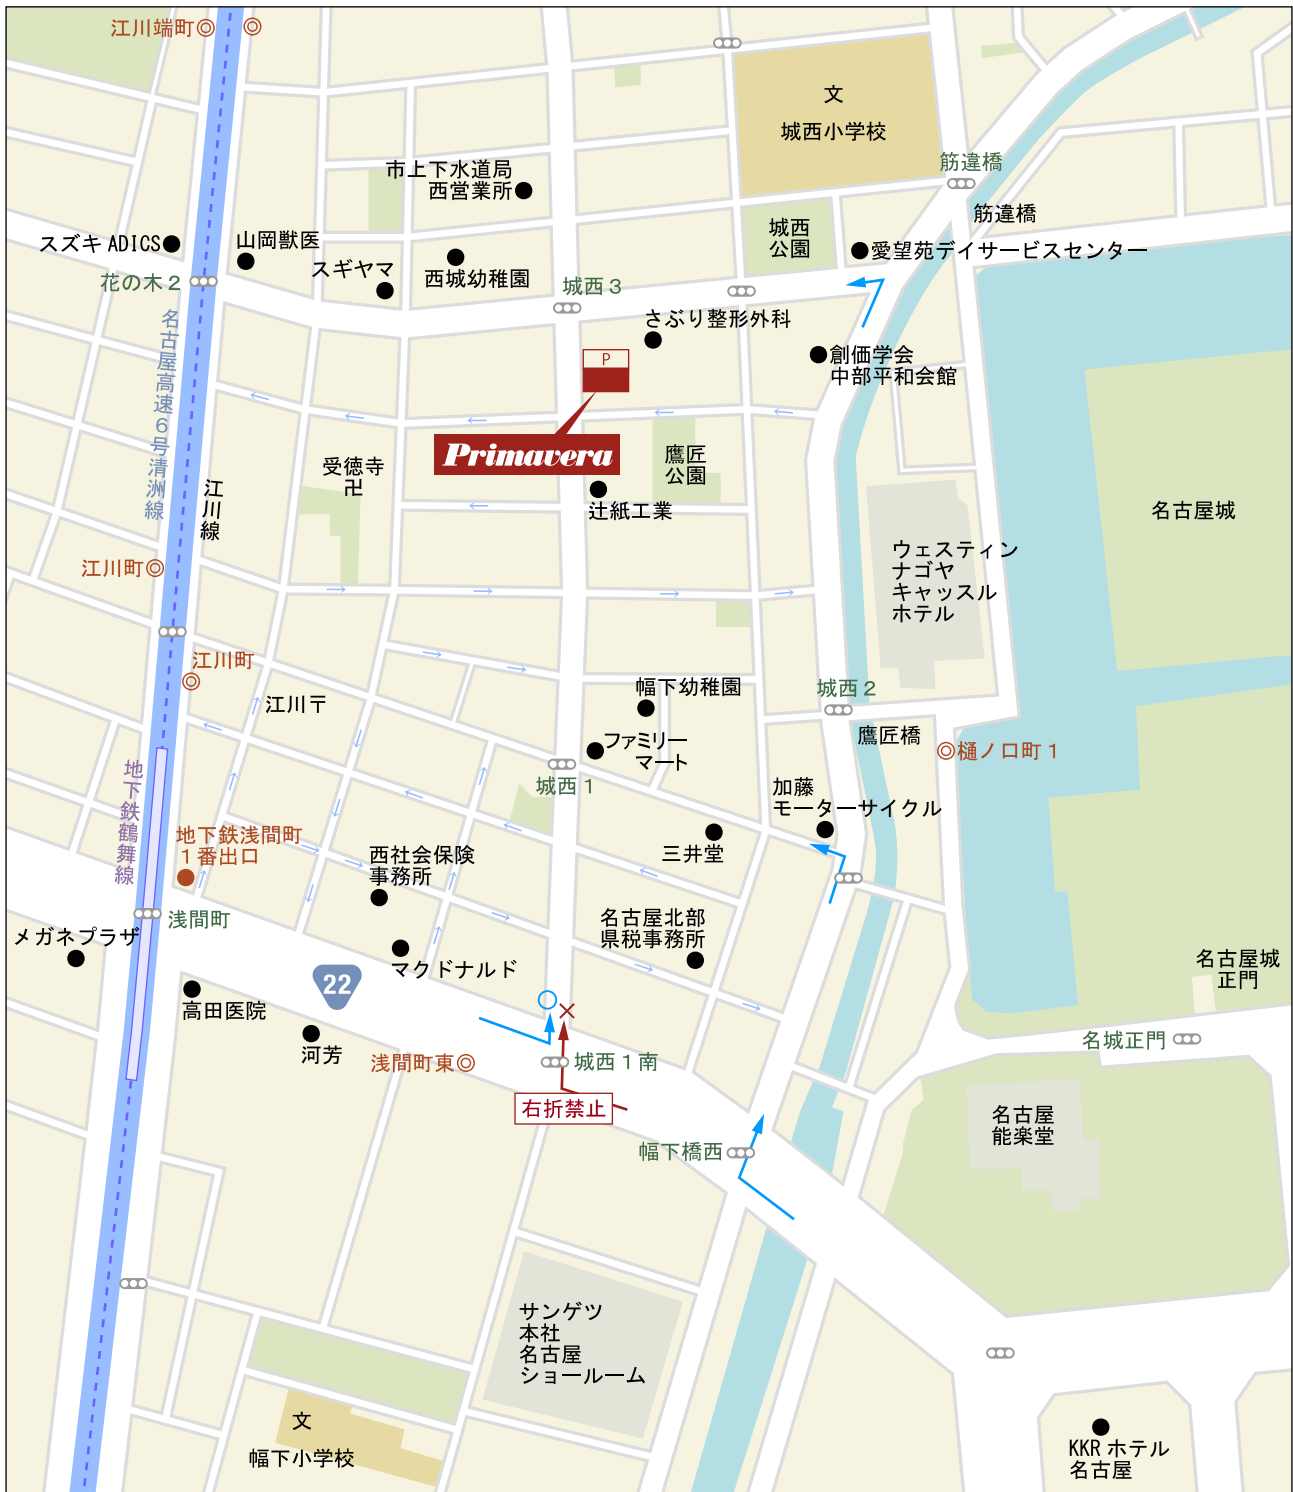 江川端町
文
城西小学校
筋違橋
市上下水道局
西営業所
筋違橋
城西
公園
スズキ ADICS
山岡獣医
愛望苑デイサービスセンター
スギヤマ
西城幼稚園
花の木2
城西3
名古屋高速6号清洲線
さぶり整形外科
P
創価学会
中部平和会館
Primavera
受徳寺
卍
鷹匠
公園
江川線
辻紙工業
名古屋城
ウェスティン
ナゴヤ
キャッスル
ホテル
江川町
江川町
江川〒
幅下幼稚園
城西2
ファミリー
マート
鷹匠橋
樋ノ口町1
地下鉄鶴舞線
城西1
加藤
モーターサイクル
地下鉄浅間町
1番出口
西社会保険
事務所
三井堂
浅間町
メガネプラザ
名古屋北部
県税事務所
マクドナルド
名古屋城
正門
22
高田医院
河芳
浅間町東
城西1南
名城正門
右折禁止
名古屋
能楽堂
幅下橋西
サンゲツ
本社
名古屋
ショールーム
文
幅下小学校
KKR ホテル
名古屋